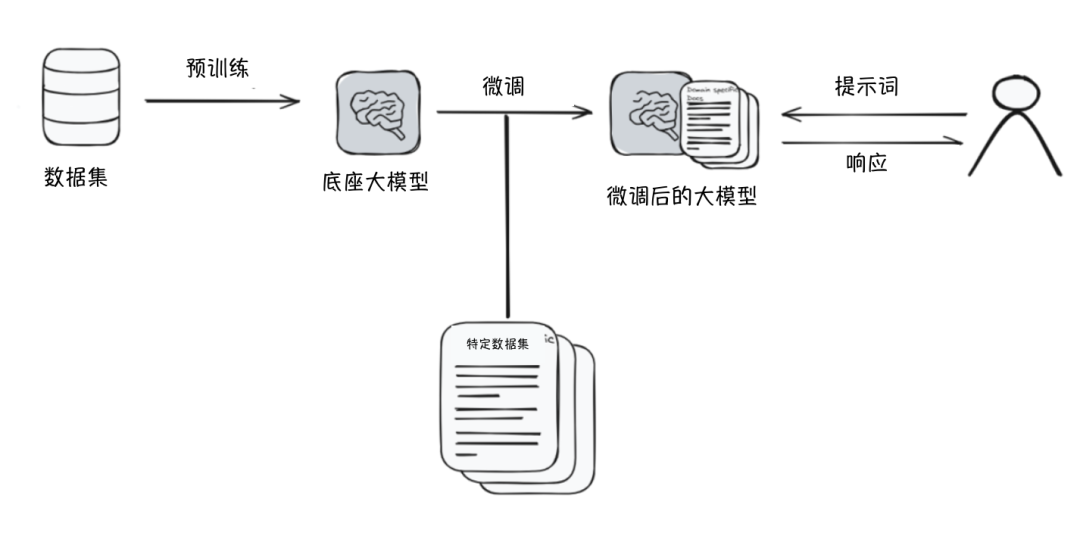 预训练
微调
提示词
响应
数据集
底座大模型
Domain specific
Docs
微调后的大模型
特定数据集
ic